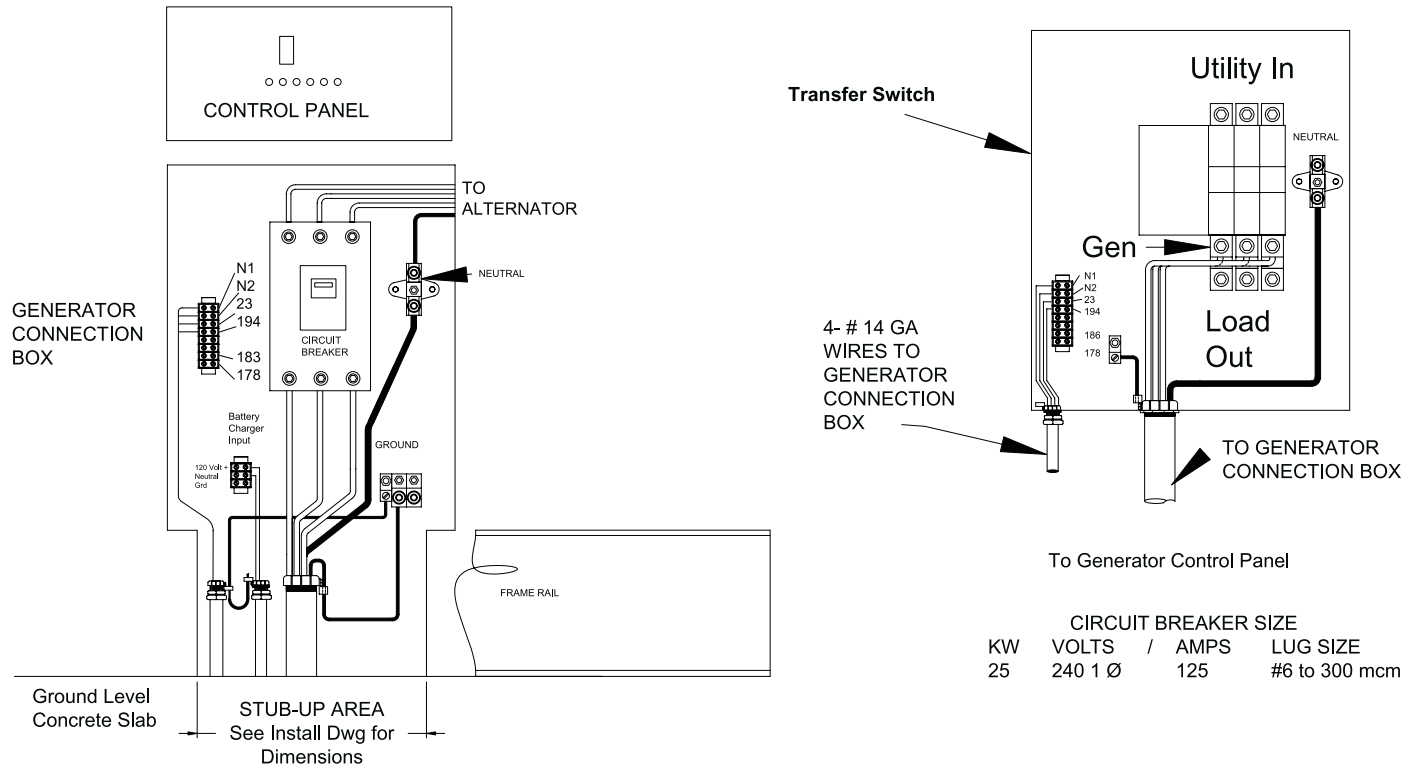 CONTROL PANEL
TO
ALTERNATOR
NEUTRAL
N1
N2
23
194
183
178
GENERATOR
CONNECTION
BOX
CIRCUIT
BREAKER
Battery
Charger
Input
120 Volt +
Neutral
Grd
GROUND
FRAME RAIL
Ground Level
Concrete Slab
STUB-UP AREA
See Install Dwg for
Dimensions
Transfer Switch
Utility In
NEUTRAL
Gen
N1
N2
23
194
186
178
Load
Out
4- # 14 GA
WIRES TO
GENERATOR
CONNECTION
BOX
TO GENERATOR
CONNECTION BOX
To Generator Control Panel
CIRCUIT BREAKER SIZE
KW VOLTS / AMPS LUG SIZE
25 240 1 Ø 125 #6 to 300 mcm